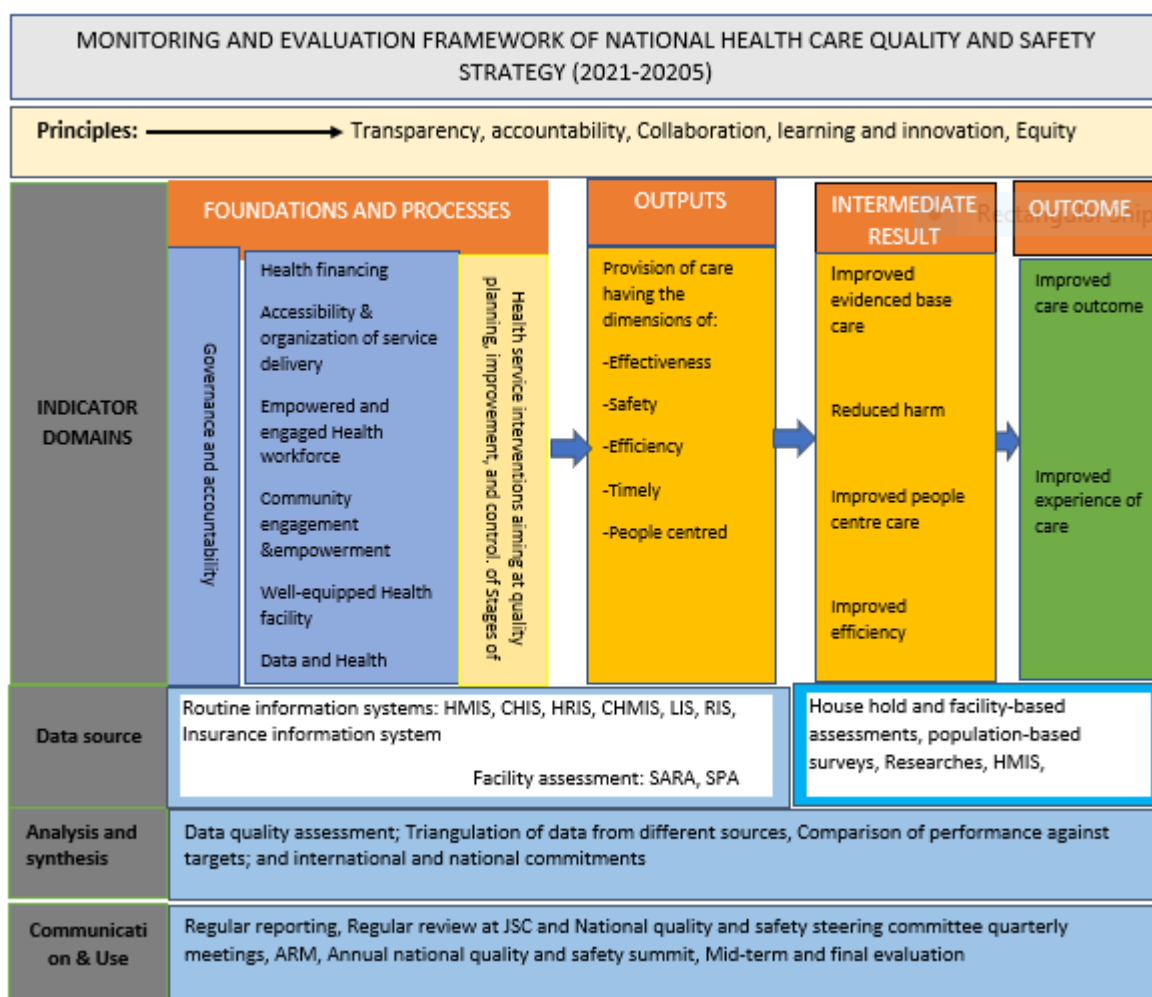 MONITORING AND EVALUATION FRAMEWORK OF NATIONAL HEALTH CARE QUALITY AND SAFETY
STRATEGY (2021-20205)
Principles: Transparency, accountability, Collaboration, learning and innovation, Equity
INDICATOR
DOMAINS
FOUNDATIONS AND PROCESSES
Governance and accountability
Health financing
Accessibility &
organization of service
delivery
Empowered and
engaged Health
workforce
Community
engagement
&empowerment
Well-equipped Health
facility
Data and Health
Health service interventions aiming at quality
planning, improvement, and control. of Stages of
OUTPUTS
Provision of care
having the
dimensions of:
-Effectiveness
-Safety
-Efficiency
-Timely
-People centred
INTERMEDIATE
RESULT
Improved
evidenced base
care
Reduced harm
Improved people
centre care
Improved
efficiency
OUTCOME
Rectangular Snip
Improved
care outcome
Improved
experience of
care
Data source
Routine information systems: HMIS, CHIS, HRIS, CHMIS, LIS, RIS,
Insurance information system
Facility assessment: SARA, SPA
House hold and facility-based
assessments, population-based
surveys, Researches, HMIS,
Analysis and
synthesis
Data quality assessment; Triangulation of data from different sources, Comparison of performance against
targets; and international and national commitments
Communicati
on & Use
Regular reporting, Regular review at JSC and National quality and safety steering committee quarterly
meetings, ARM, Annual national quality and safety summit, Mid-term and final evaluation